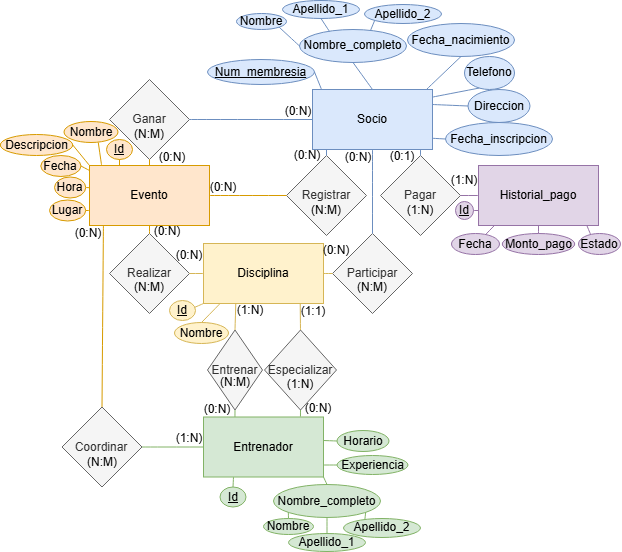 Apellido_1
Apellido_2
Nombre
Nombre_completo
Fecha_nacimiento
Num_membresia
Telefono
Direccion
Fecha_inscripcion
Socio
Ganar
(N:M)
(0:N)
(0:N)
(0:N)
(0:N)
(0:1)
Nombre
Descripcion
Id
Fecha
Hora
Lugar
Evento
(0:N)
(0:N)
(0:N)
Registrar
(N:M)
Pagar
(1:N)
(1:N)
Historial_pago
Id
Fecha
Monto_pago
Estado
Realizar
(N:M)
(0:N)
Disciplina
(0:N)
Participar
(N:M)
Id
Nombre
(1:N)
(1:1)
Entrenar
(N:M)
Especializar
(1:N)
(0:N)
(0:N)
Coordinar
(N:M)
(1:N)
Entrenador
Horario
Experiencia
Id
Nombre_completo
Nombre
Apellido_1
Apellido_2